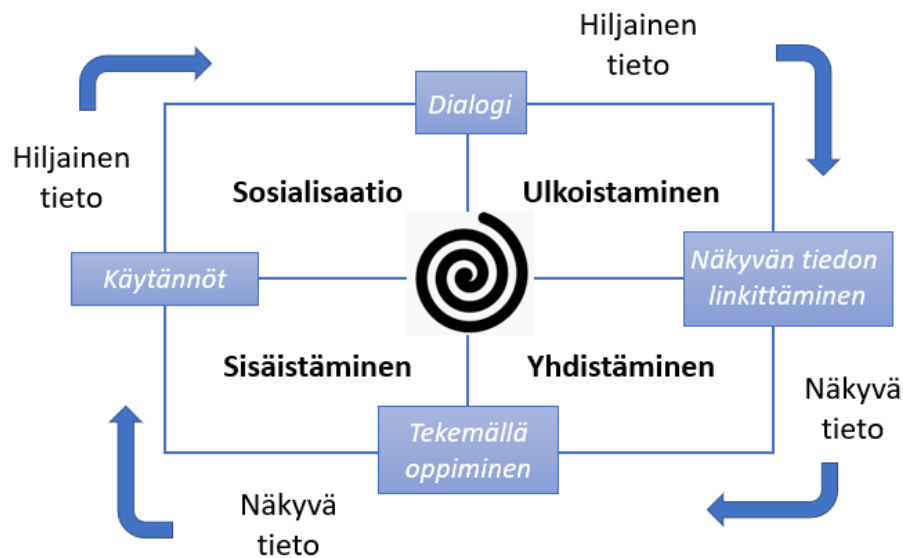 Hiljainen
tieto
Dialogi
Hiljainen
tieto
Sosialisaatio
Ulkoistaminen
Käytännöt
Näkyvän tiedon
linkittäminen
Sisäistäminen
Yhdistäminen
Näkyvä
tieto
Tekemällä
oppiminen
Näkyvä
tieto